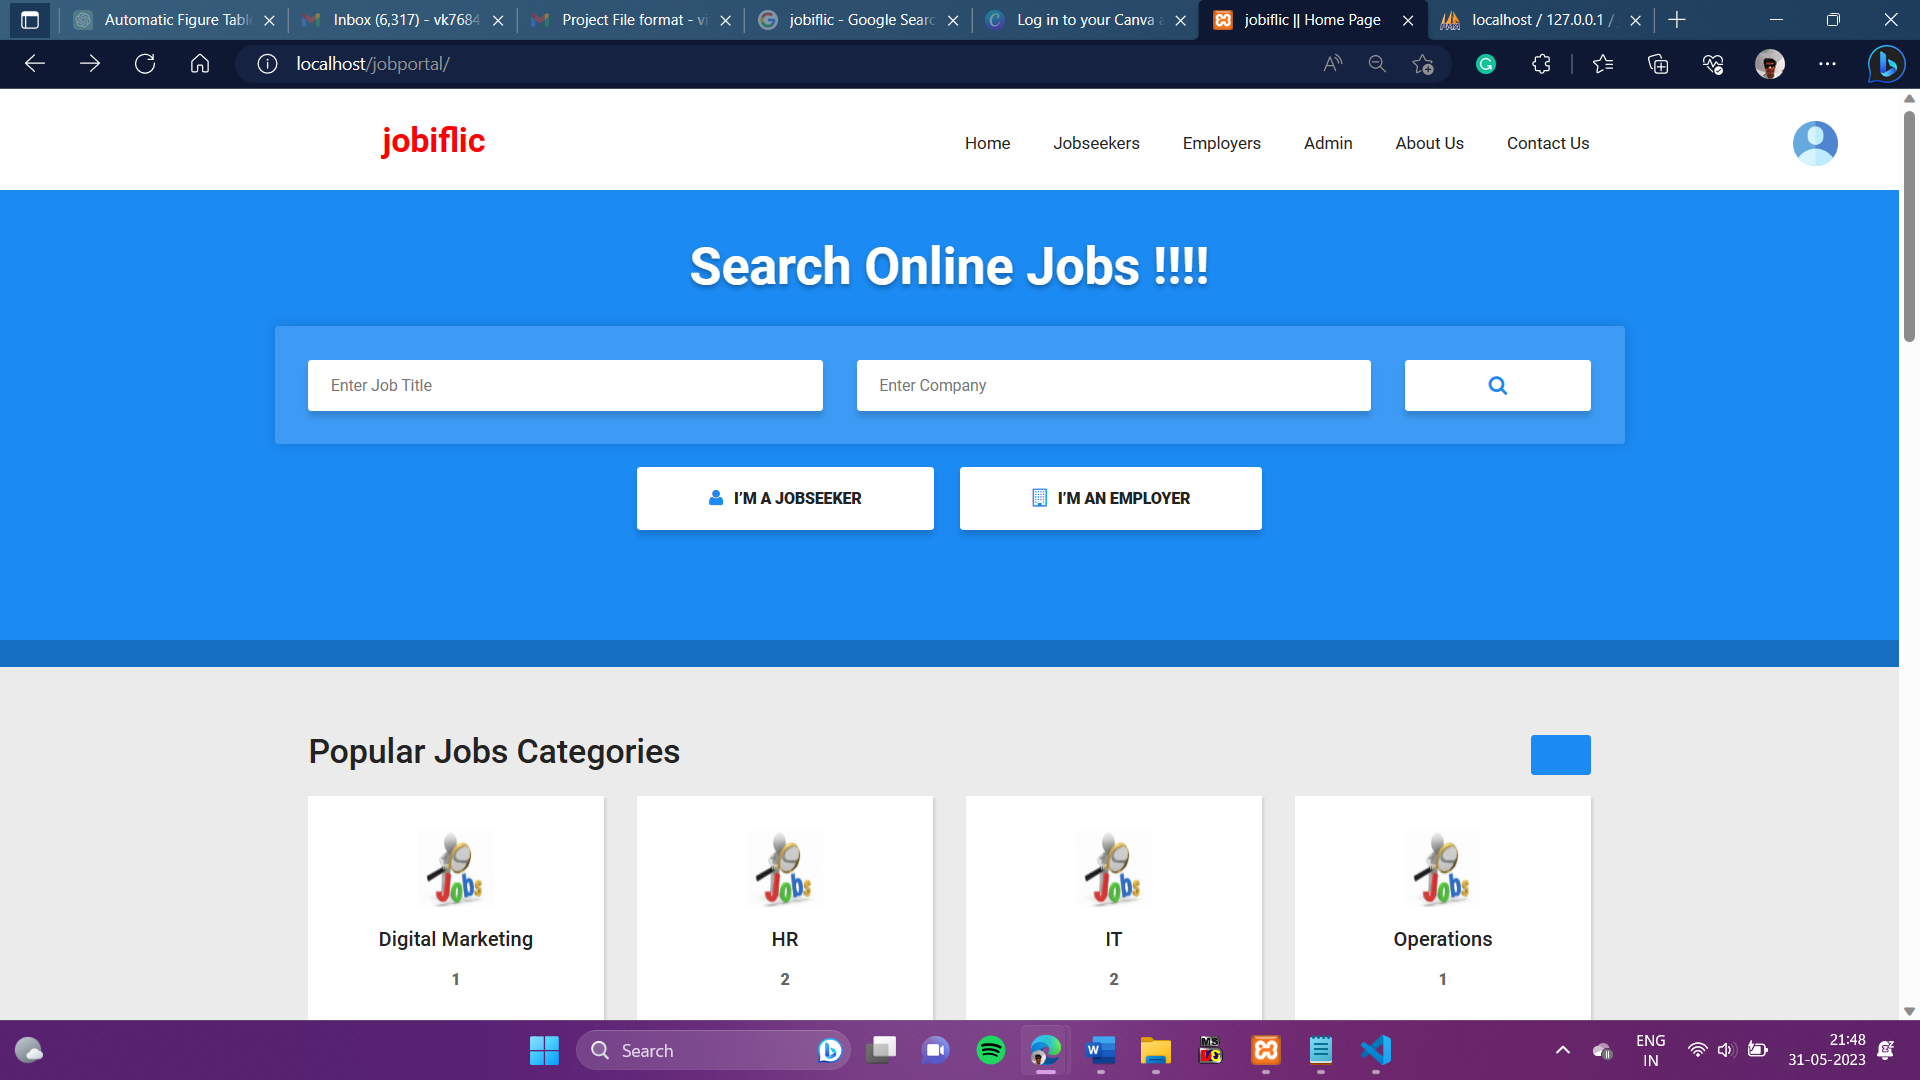 Automatic Figure Tabl
Inbox (6,317) - vk7684
Project File format - vi
jobiflic - Google Searc
Log in to your Canva a
jobiflic || Home Page
localhost / 127.0.0.1 /
localhost/jobportal/
jobiflic
Home
Jobseekers
Employers
Admin
About Us
Contact Us
Search Online Jobs !!!!
Enter Job Title
Enter Company
I'M A JOBSEEKER
I'M AN EMPLOYER
Popular Jobs Categories
Jobs
Jobs
Jobs
Jobs
Digital Marketing
HR
IT
Operations
1
2
2
1
Search
ENG
IN
21:48
31-05-2023